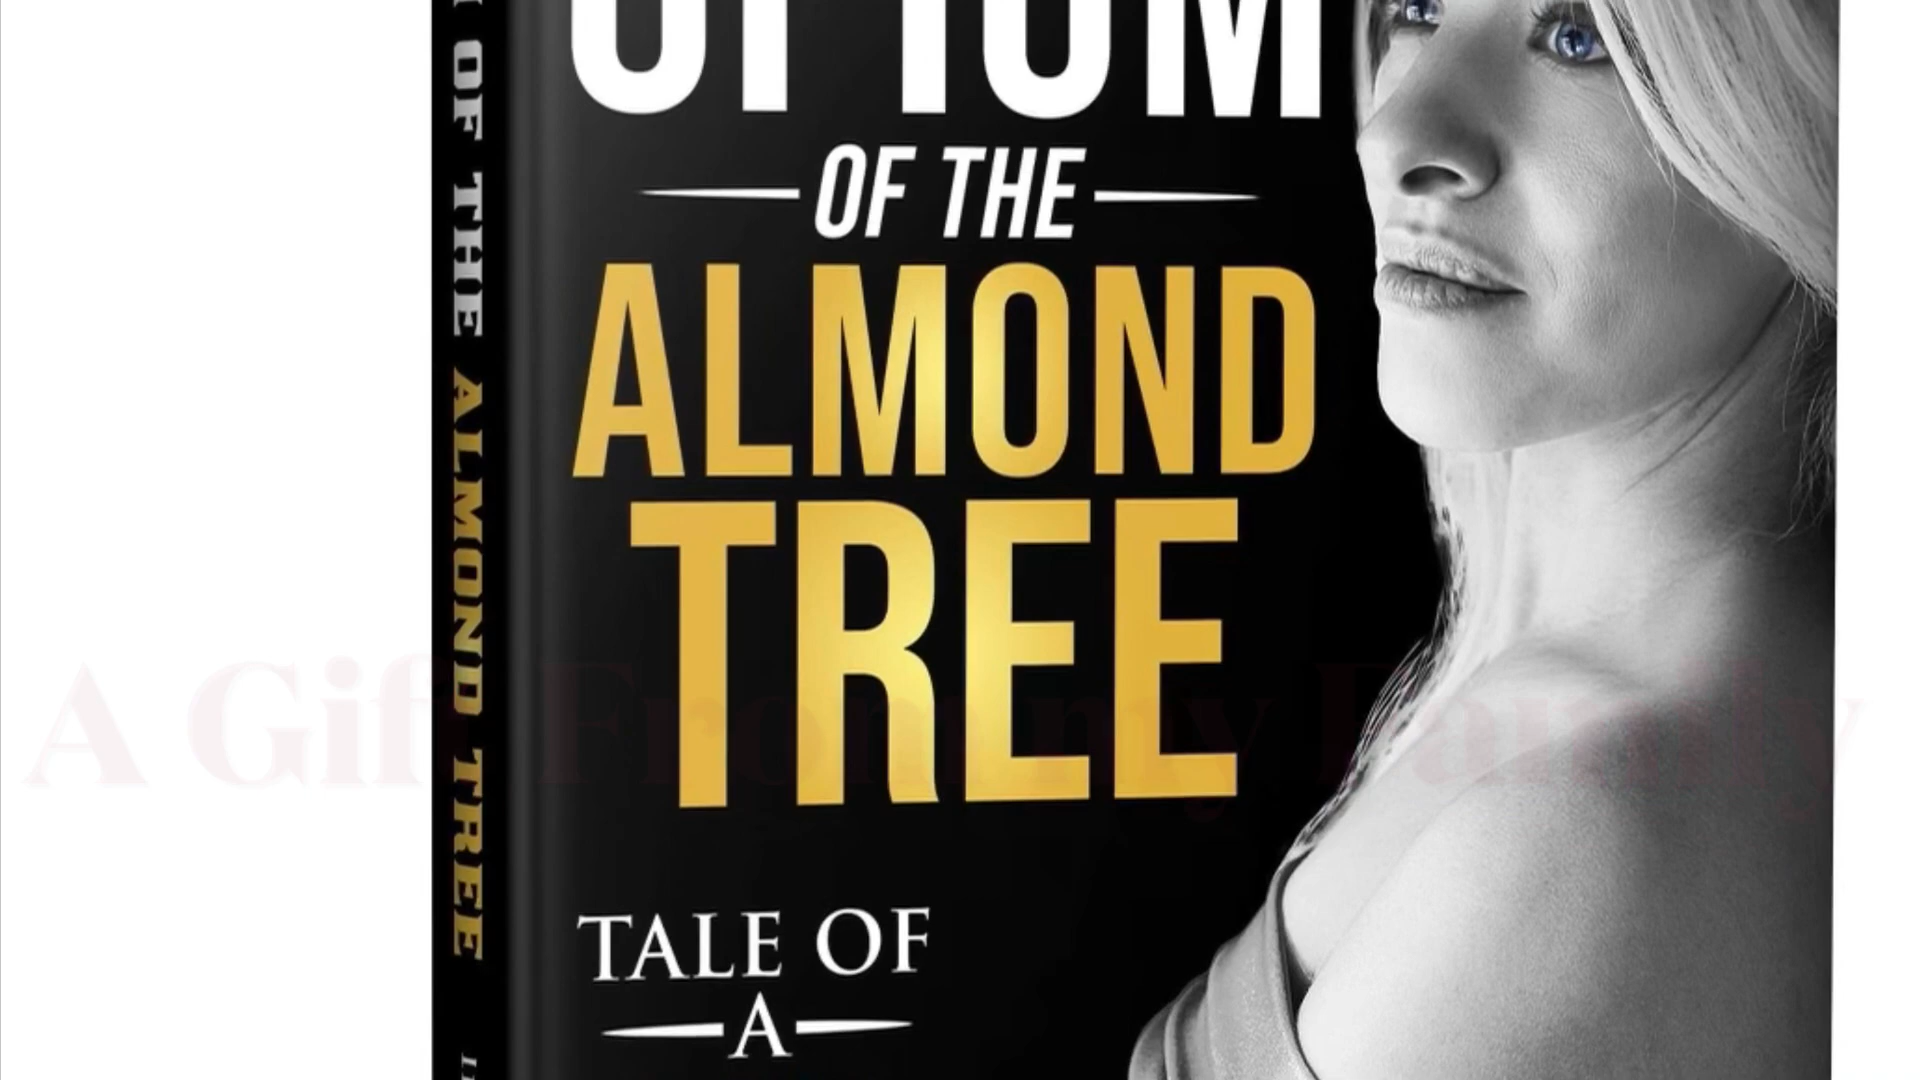 OPIUM
OF THE
ALMOND
TREE
TALE OF
A
OF THE ALMOND TREE
A Gift From my Family